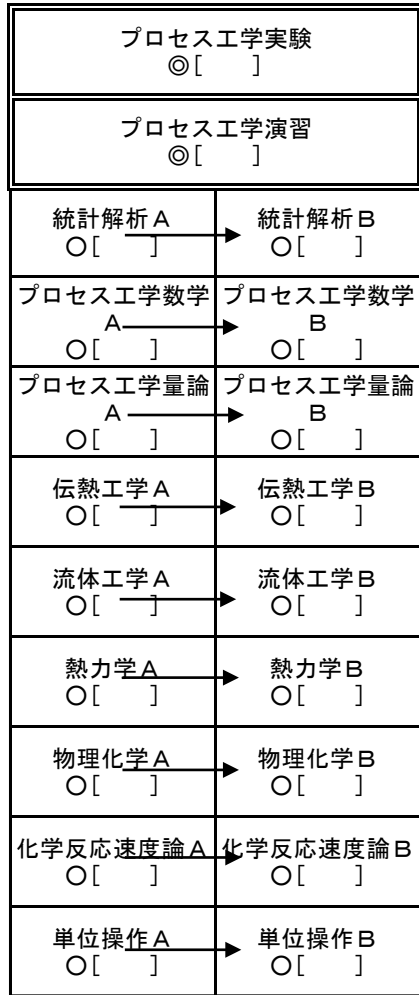 プロセス工学実験
◎[　　]
プロセス工学演習
◎[　　]
統計解析A 統計解析B
○[　　] ○[　　]
プロセス工学数学 プロセス工学数学
A B
○[　　] ○[　　]
プロセス工学量論 プロセス工学量論
A B
○[　　] ○[　　]
伝熱工学A 伝熱工学B
○[　　] ○[　　]
流体工学A 流体工学B
○[　　] ○[　　]
熱力学A 熱力学B
○[　　] ○[　　]
物理化学A 物理化学B
○[　　] ○[　　]
化学反応速度論A 化学反応速度論B
○[　　] ○[　　]
単位操作A 単位操作B
○[　　] ○[　　]